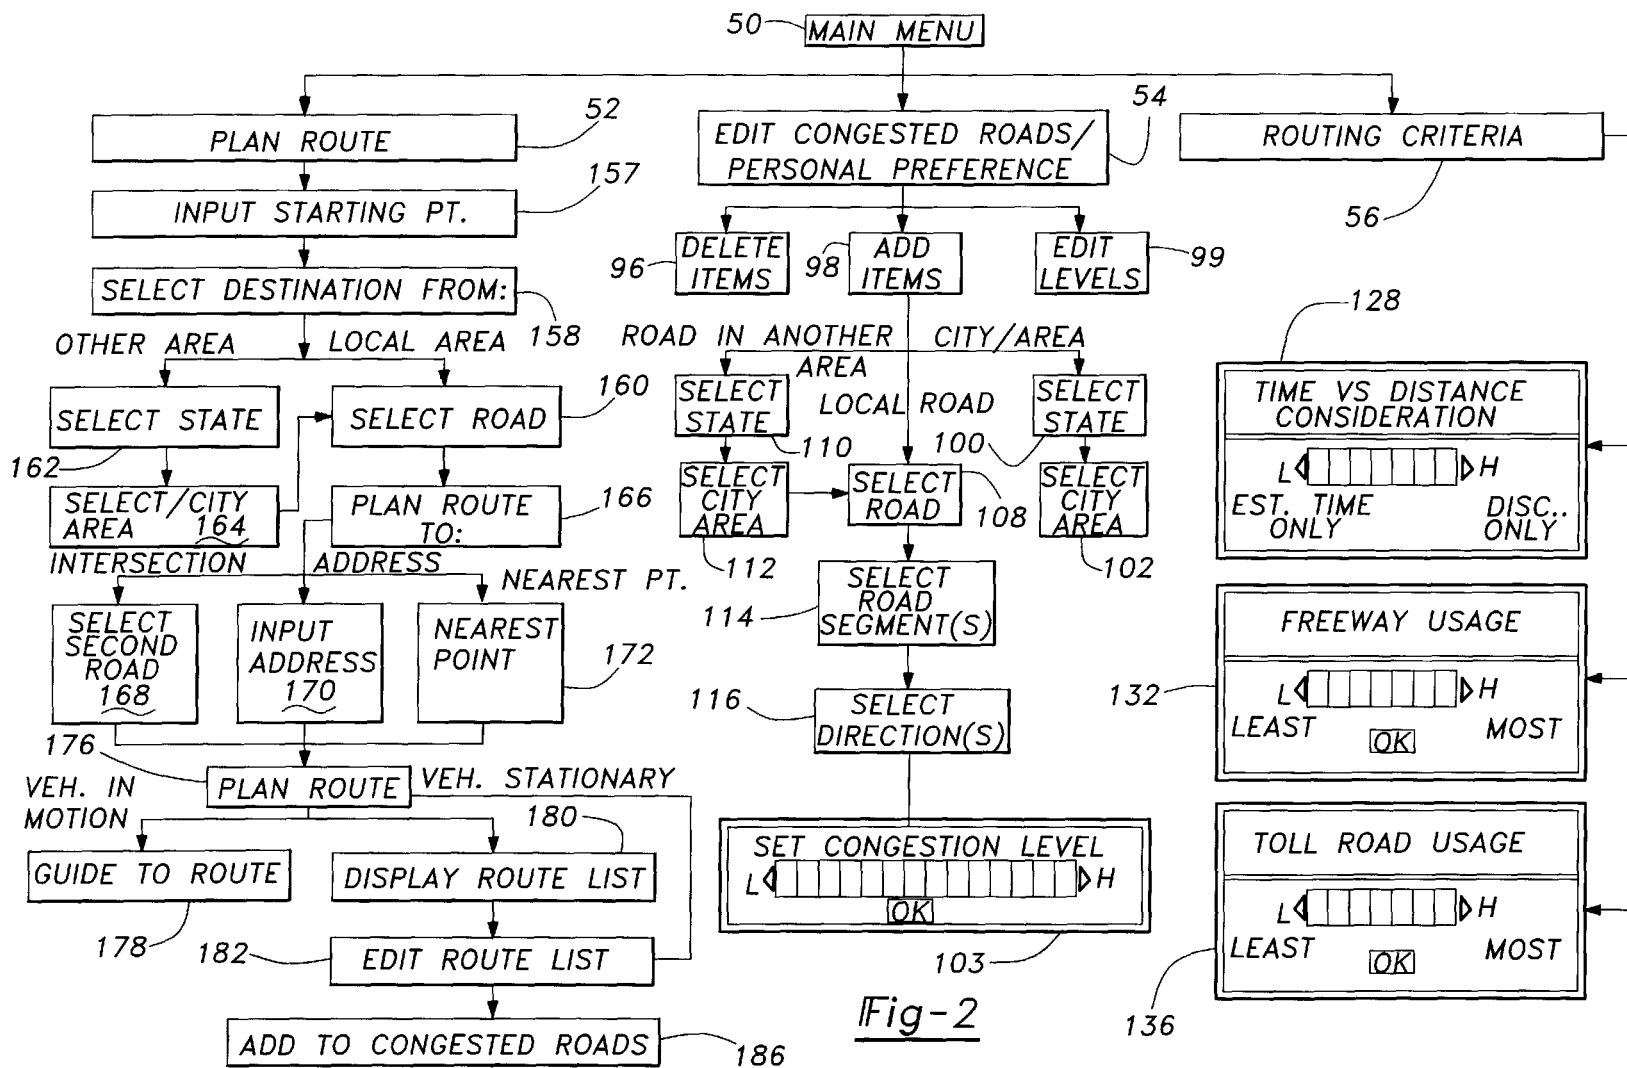 50
MAIN MENU
52
PLAN ROUTE
54
EDIT CONGESTED ROADS/
PERSONAL PREFERENCE
ROUTING CRITERIA
56
157
INPUT STARTING PT.
SELECT DESTINATION FROM:
158
OTHER AREA
LOCAL AREA
SELECT STATE
162
SELECT ROAD
160
SELECT/CITY
AREA 164
PLAN ROUTE
TO:
166
INTERSECTION
ADDRESS
NEAREST PT.
SELECT
SECOND
ROAD
168
INPUT
ADDRESS
170
NEAREST
POINT
172
176
PLAN ROUTE
VEH. IN
MOTION
VEH. STATIONARY
GUIDE TO ROUTE
178
180
DISPLAY ROUTE LIST
182
EDIT ROUTE LIST
ADD TO CONGESTED ROADS
186
96
DELETE
ITEMS
98
ADD
ITEMS
EDIT
LEVELS
99
ROAD IN ANOTHER
AREA
CITY/AREA
LOCAL ROAD
SELECT
STATE
110
SELECT
STATE
100
SELECT
CITY
AREA
112
SELECT
ROAD
108
SELECT
CITY
AREA
102
SELECT
ROAD
SEGMENT(S)
114
116
SELECT
DIRECTION(S)
SET CONGESTION LEVEL
L H
OK
103
128
TIME VS DISTANCE
CONSIDERATION
L H
EST. TIME
ONLY
DISC..
ONLY
FREEWAY USAGE
132
L H
LEAST MOST
OK
TOLL ROAD USAGE
L H
LEAST MOST
OK
136
Fig-2